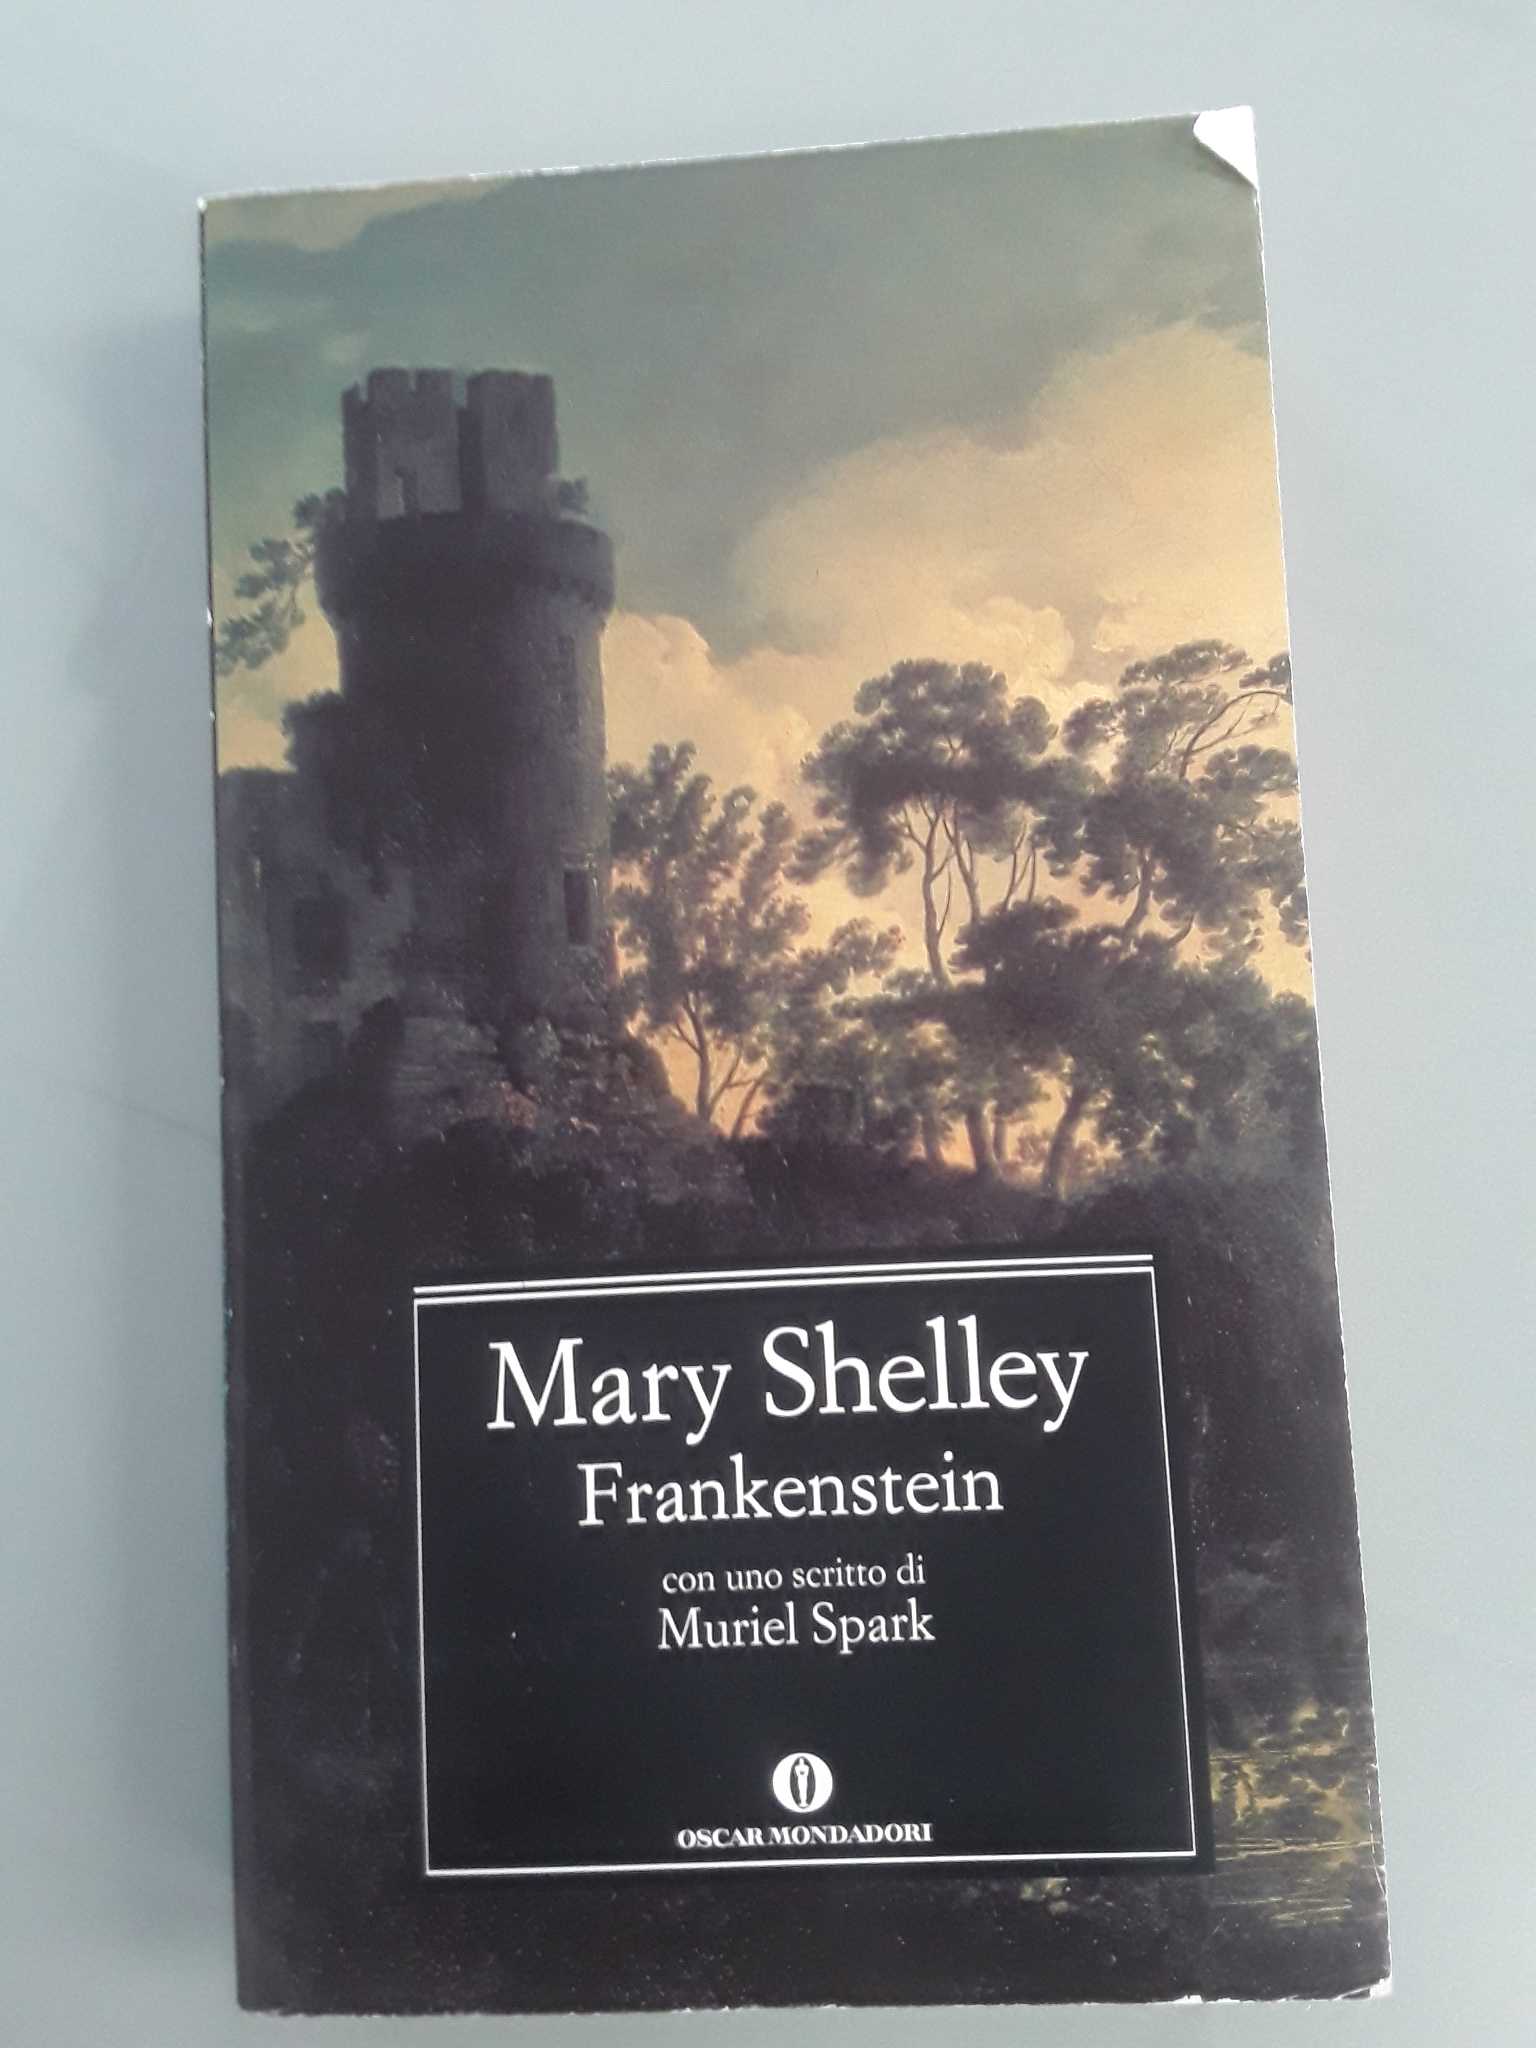 Mary Shelley
Frankenstein
con uno scritto di
Muriel Spark
OSCAR MONDADORI